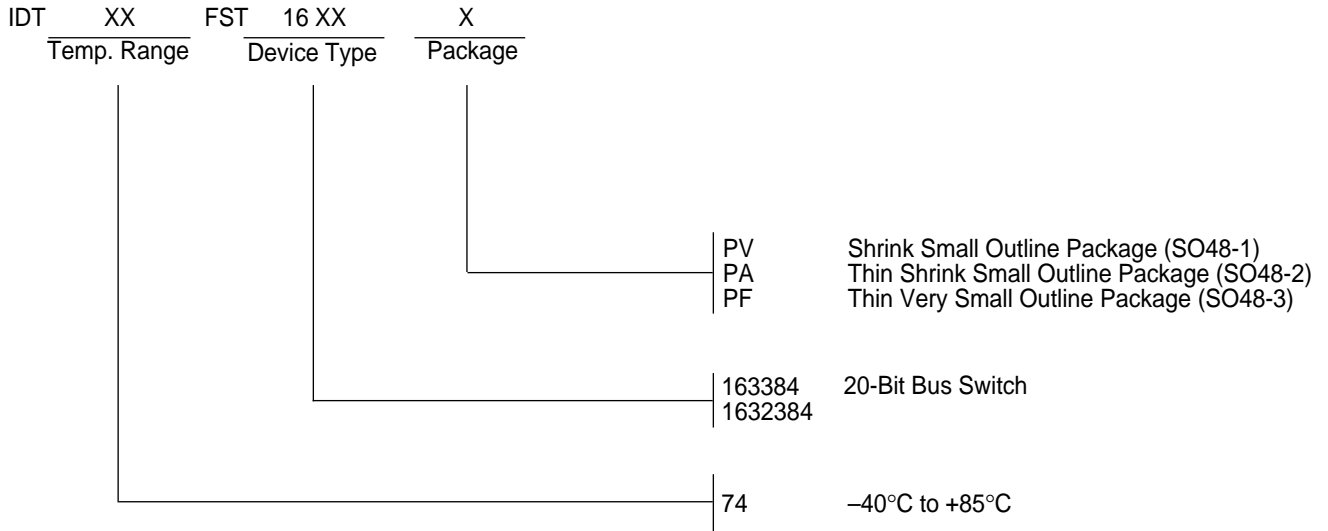 IDT XX FST 16 XX X
Temp. Range Device Type Package
PV Shrink Small Outline Package (SO48-1)
PA Thin Shrink Small Outline Package (SO48-2)
PF Thin Very Small Outline Package (SO48-3)
163384 20-Bit Bus Switch
1632384
74 –40°C to +85°C